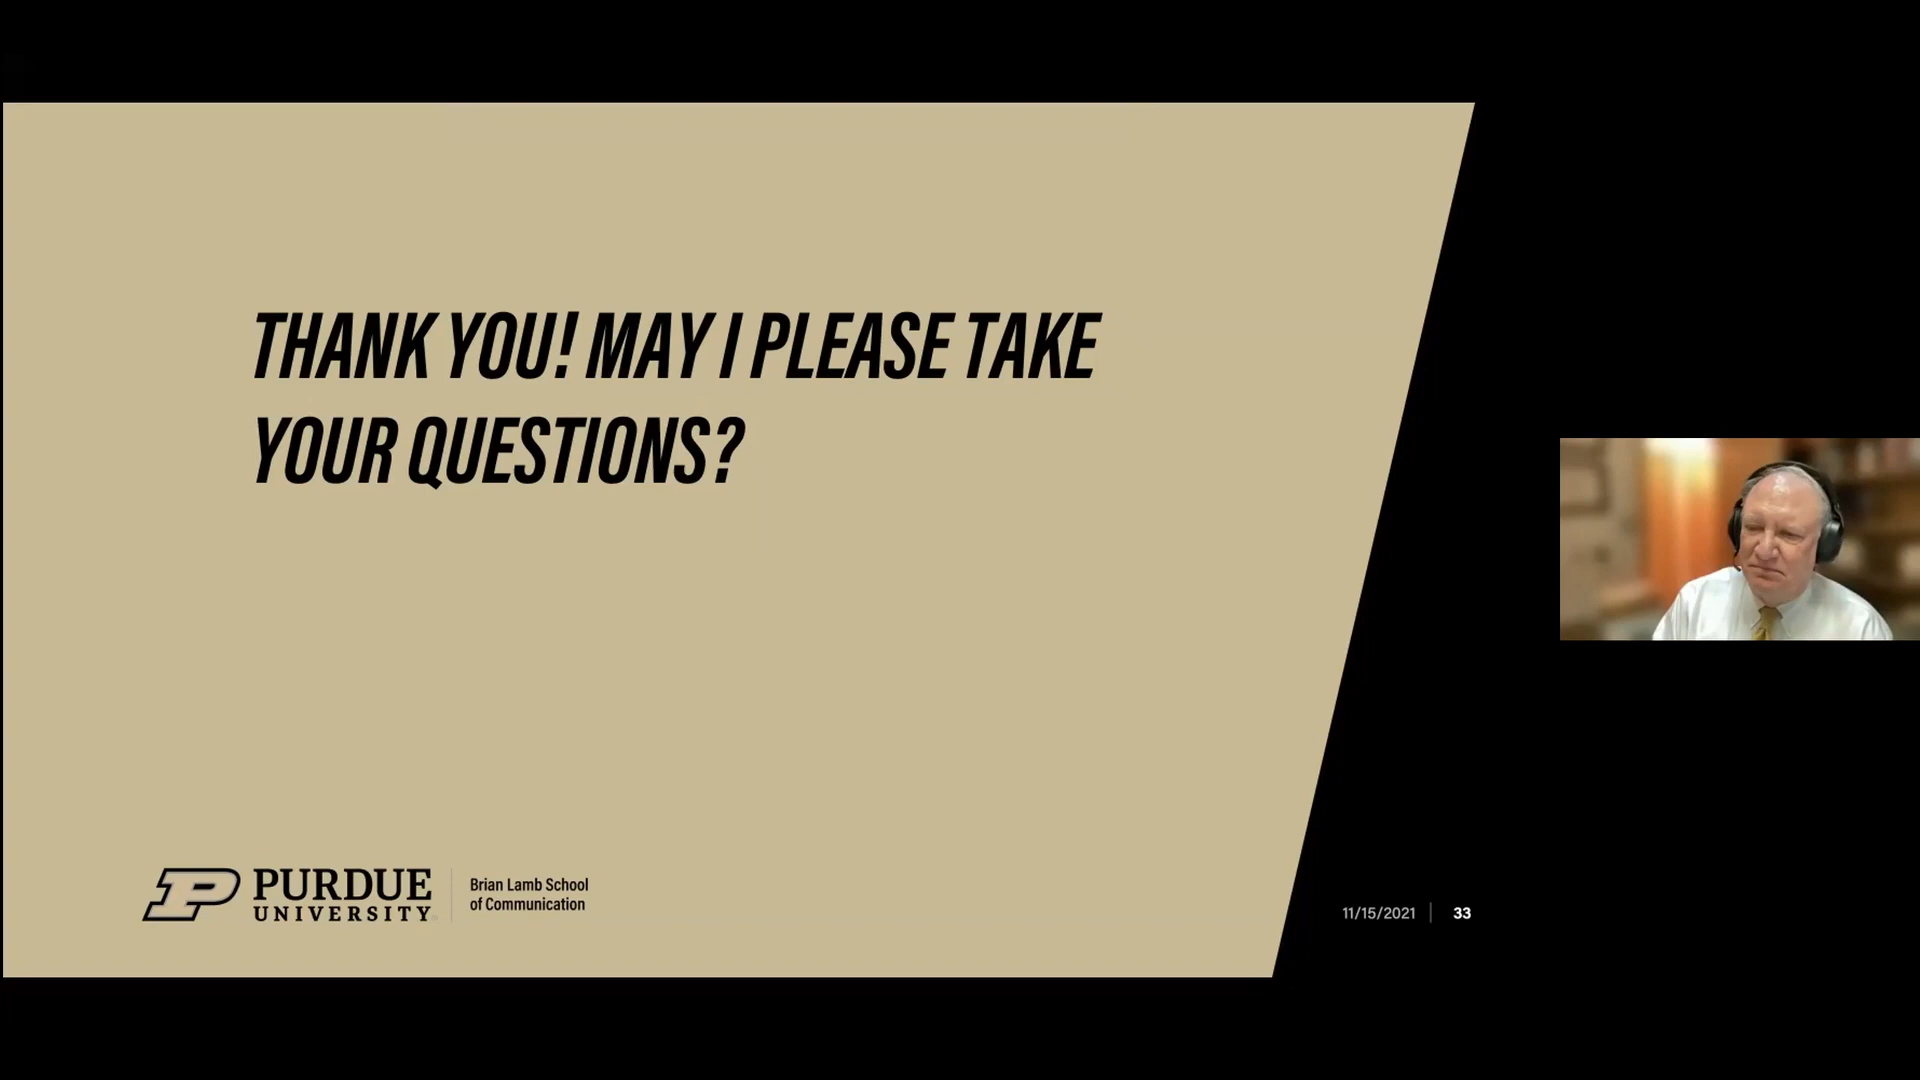 THANK YOU! MAY I PLEASE TAKE
YOUR QUESTIONS?
P PURDUE
UNIVERSITY
Brian Lamb School
of Communication
11/15/2021 | 33